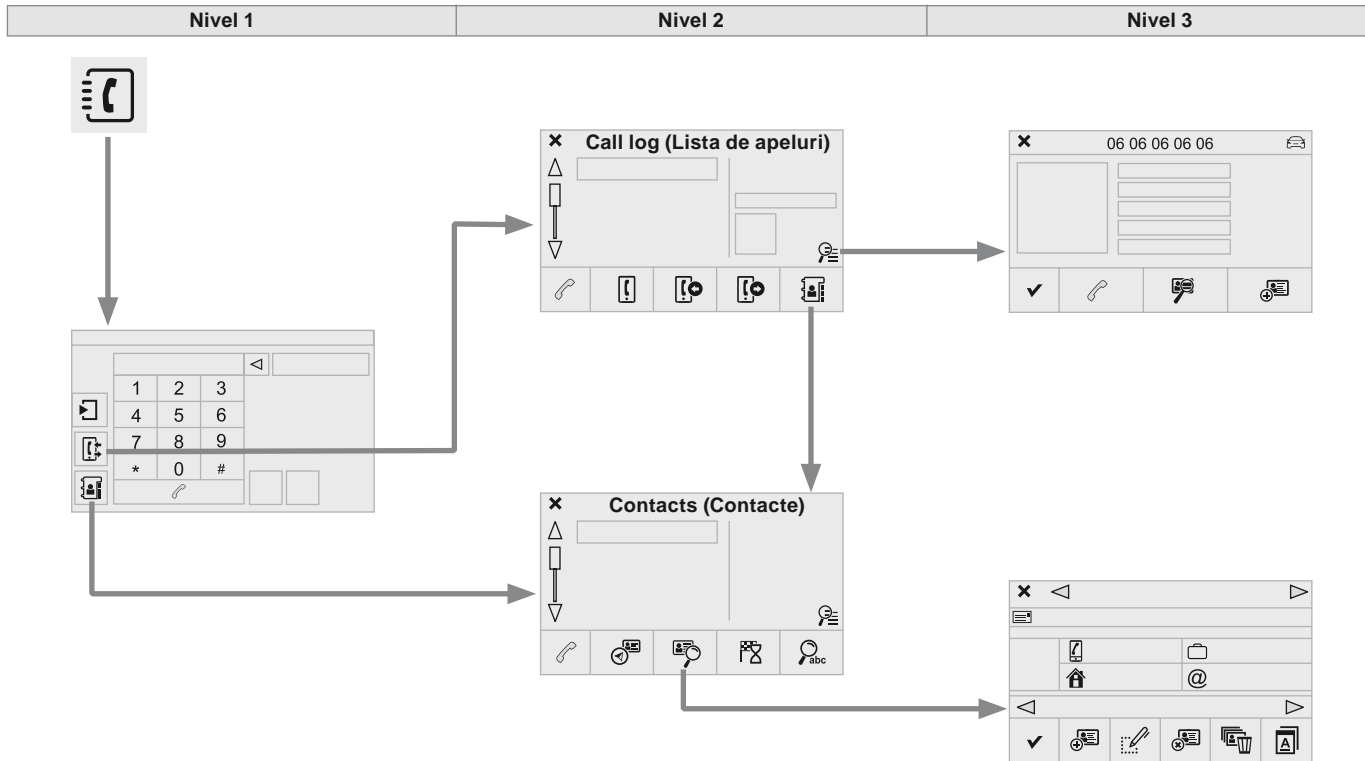 Nivel 1 Nivel 2 Nivel 3
Call log (Lista de apeluri)
06 06 06 06 06
1 2 3
4 5 6
7 8 9
* 0 #
Contacts (Contacte)
abc
@
A